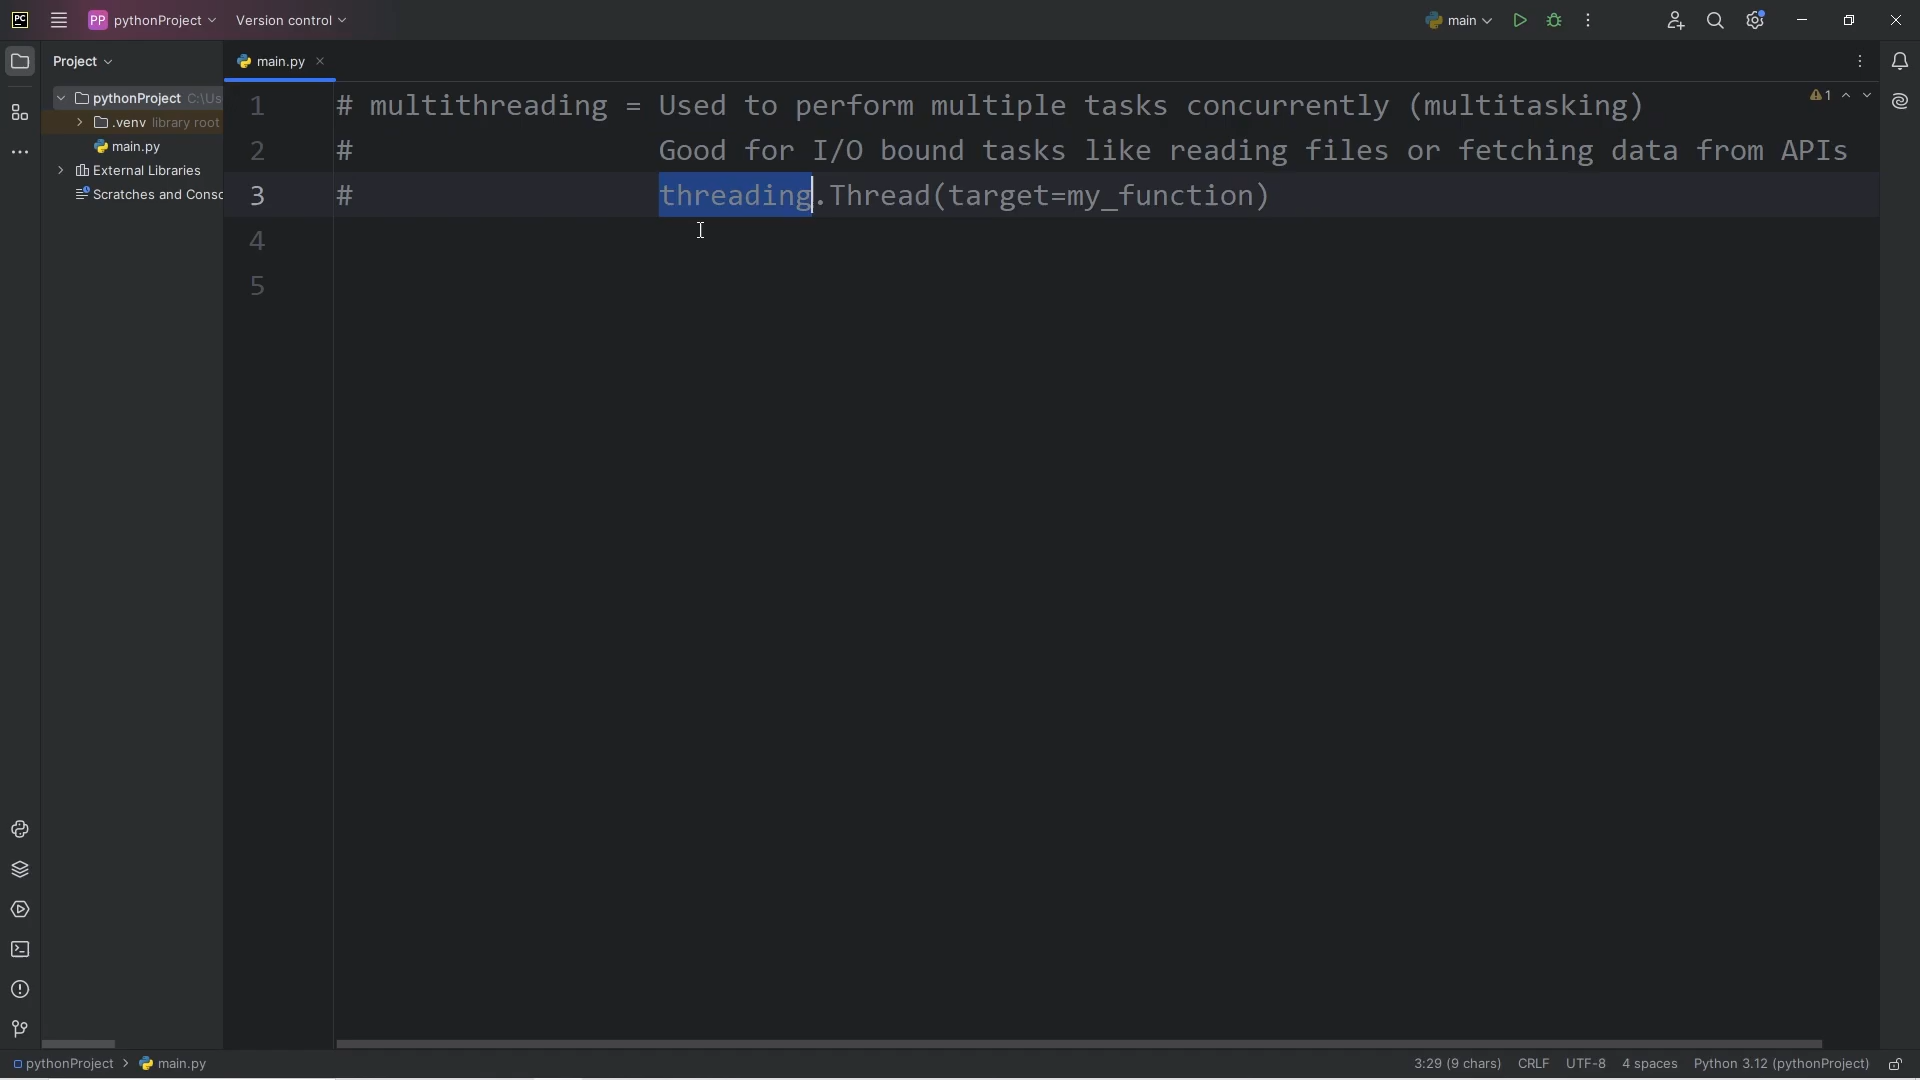 PC PP pythonProject Version control main
Project main.py
pythonProject C:\Us
.venv library root
main.py
External Libraries
Scratches and Conso
1 # multithreading = Used to perform multiple tasks concurrently (multitasking)
2 # Good for I/O bound tasks like reading files or fetching data from APIs
3 # threading.Thread(target=my_function)
4
5
1
pythonProject > main.py 3:29 (9 chars) CRLF UTF-8 4 spaces Python 3.12 (pythonProject)